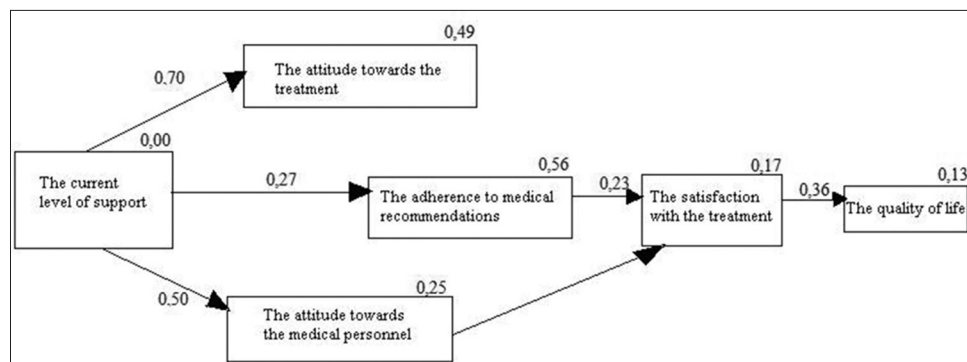 0,49
The attitude towards the
treatment
0,70
0,00
The current
level of support
0,27
0,56
The adherence to medical
recommendations
0,23
0,17
The satisfaction
with the treatment
0,36
0,13
The quality of life
0,50
0,25
The attitude towards
the medical personnel